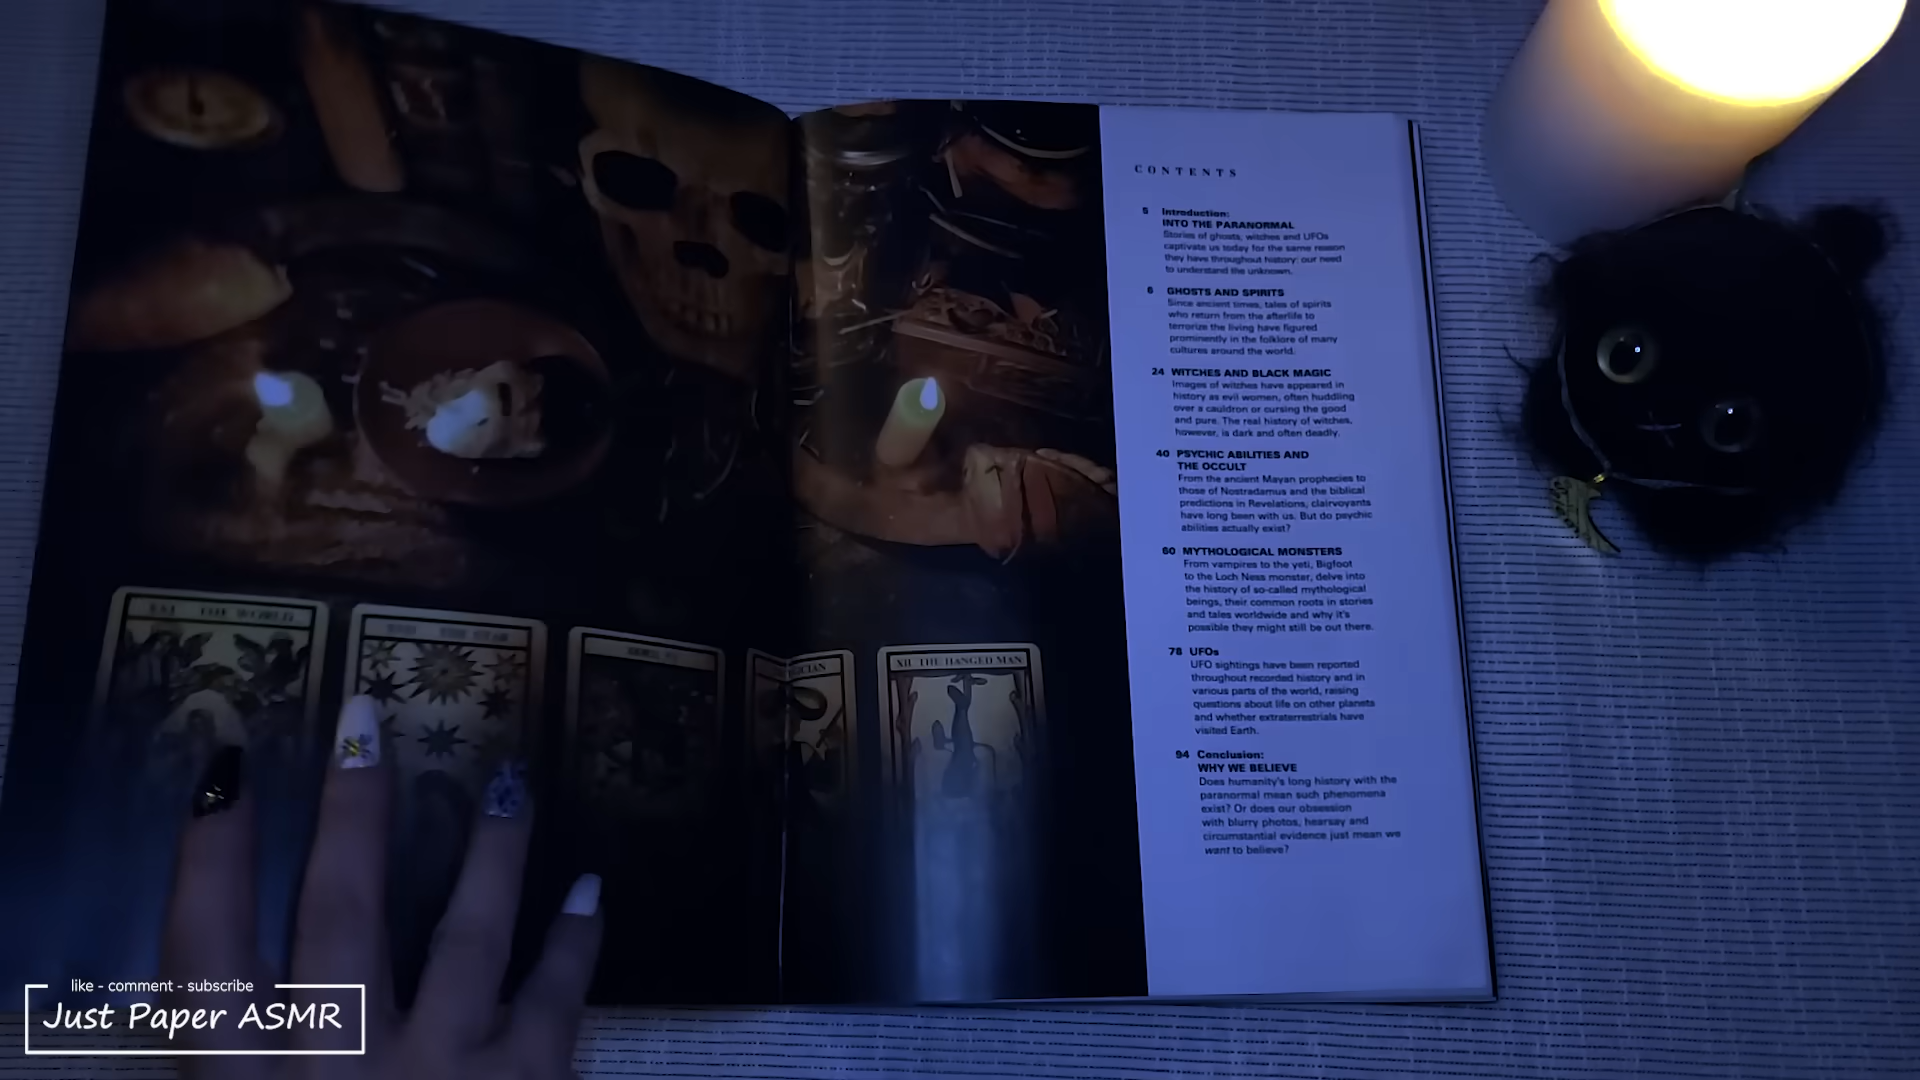 CONTENTS
5 Introduction:
INTO THE PARANORMAL
Stories of ghosts, witches and UFOs
captivate us today for the same reason
they have throughout history: our need
to understand the unknown.
6 GHOSTS AND SPIRITS
Since ancient times, tales of spirits
who return from the afterlife to
terrorize the living have figured
prominently in the folklore of many
cultures around the world.
24 WITCHES AND BLACK MAGIC
Images of witches have appeared in
history as evil women, often huddling
over a cauldron or cursing the good
and pure. The real history of witches,
however, is dark and often deadly.
40 PSYCHIC ABILITIES AND
THE OCCULT
From the ancient Mayan prophecies to
those of Nostradamus and the biblical
predictions in Revelations, clairvoyants
have long been with us. But do psychic
abilities actually exist?
60 MYTHOLOGICAL MONSTERS
From vampires to the yeti, Bigfoot
to the Loch Ness monster, delve into
the history of so-called mythological
beings, their common roots in stories
and tales worldwide and why it's
possible they might still be out there.
78 UFOs
UFO sightings have been reported
throughout recorded history and in
various parts of the world, raising
questions about life on other planets
and whether extraterrestrials have
visited Earth.
94 Conclusion:
WHY WE BELIEVE
Does humanity's long history with the
paranormal mean such phenomena
exist? Or does our obsession
with blurry photos, hearsay and
circumstantial evidence just mean we
want to believe?
XXI THE WORLD
THE STAR
XII THE HANGED MAN
like - comment - subscribe
Just Paper ASMR